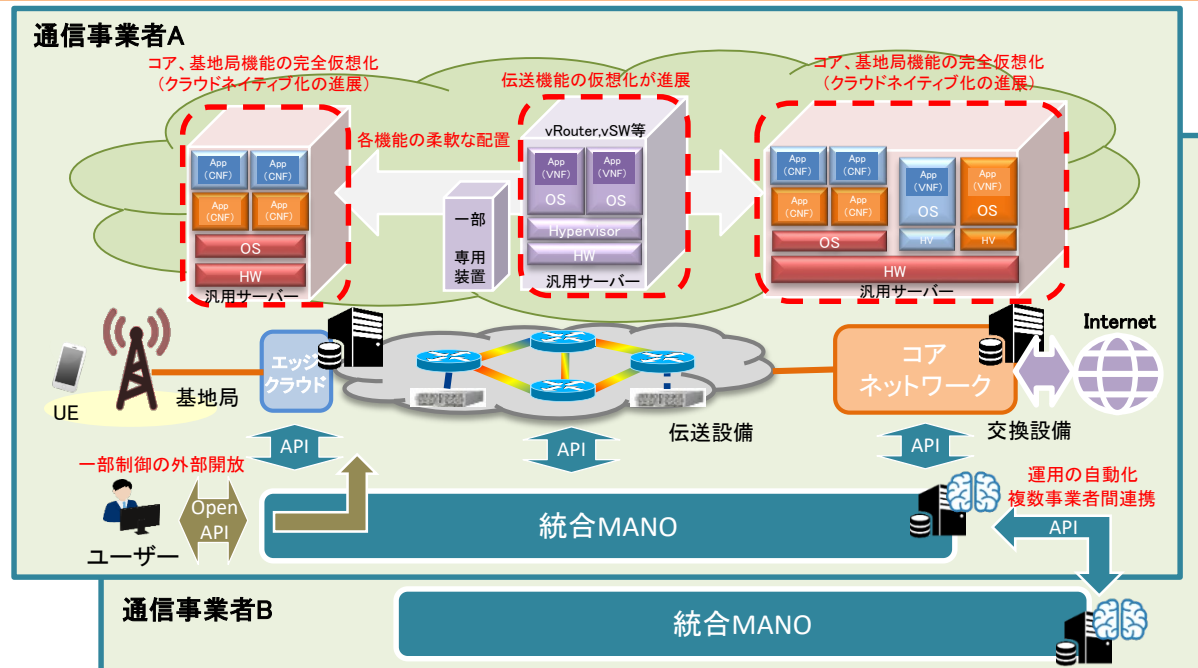 通信事業者A
コア、基地局機能の完全仮想化
（クラウドネイティブ化の進展）
伝送機能の仮想化が進展
コア、基地局機能の完全仮想化
（クラウドネイティブ化の進展）
各機能の柔軟な配置
vRouter,vSW等
App
(CNF)
App
(CNF)
App
(CNF)
App
(CNF)
OS
HW
汎用サーバー
一部
専用
装置
App
(VNF)
OS
App
(VNF)
OS
Hypervisor
HW
汎用サーバー
App
(CNF)
App
(CNF)
App
(CNF)
App
(CNF)
OS
App
(VNF)
OS
HV
App
(VNF)
OS
HV
HW
汎用サーバー
UE
基地局
エッジ
クラウド
伝送設備
コア
ネットワーク
交換設備
Internet
API
API
API
一部制御の外部開放
Open
API
ユーザー
統合MANO
運用の自動化
複数事業者間連携
API
通信事業者B
統合MANO